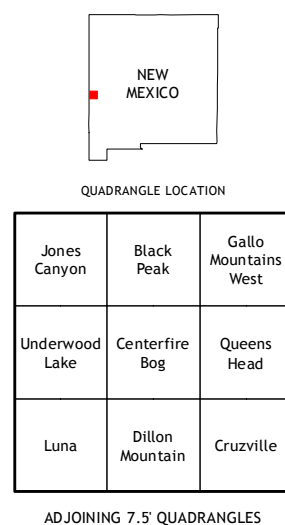 NEW
MEXICO
QUADRANGLE LOCATION
Jones
Canyon
Black
Peak
Gallo
Mountains
West
Underwood
Lake
Centerfire
Bog
Queens
Head
Luna
Dillon
Mountain
Cruzville
ADJOINING 7.5' QUADRANGLES